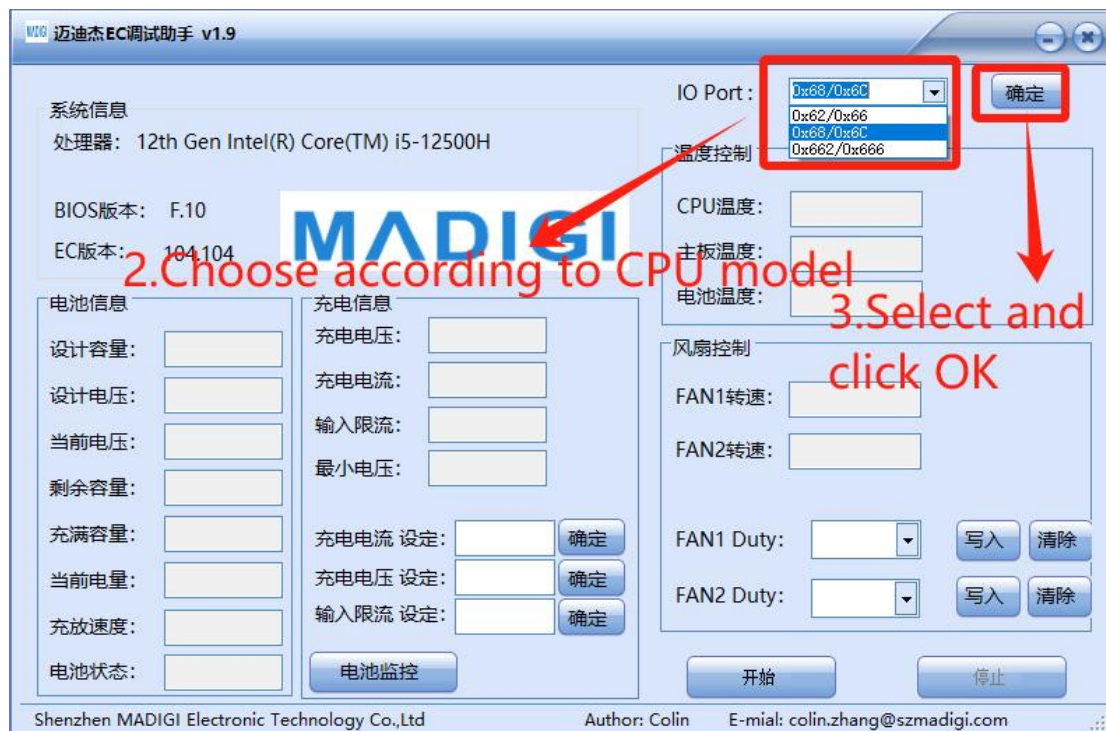 MADIGI 迈迪杰EC调试助手 v1.9
IO Port :
0x68/0x6C
确定
0x62/0x66
0x68/0x6C
0x662/0x666
系统信息
处理器: 12th Gen Intel(R) Core(TM) i5-12500H
BIOS版本: F.10
EC版本: 104.104
MADIGI
2.Choose according to CPU model
3.Select and
click OK
温度控制
CPU温度:
主板温度:
电池温度:
电池信息
设计容量:
设计电压:
当前电压:
剩余容量:
充满容量:
当前电量:
充放速度:
电池状态:
充电信息
充电电压:
充电电流:
输入限流:
最小电压:
充电电流 设定: 确定
充电电压 设定: 确定
输入限流 设定: 确定
电池监控
风扇控制
FAN1转速:
FAN2转速:
FAN1 Duty: 写入 清除
FAN2 Duty: 写入 清除
开始 停止
Shenzhen MADIGI Electronic Technology Co.,Ltd Author: Colin E-mial: colin.zhang@szmadigi.com